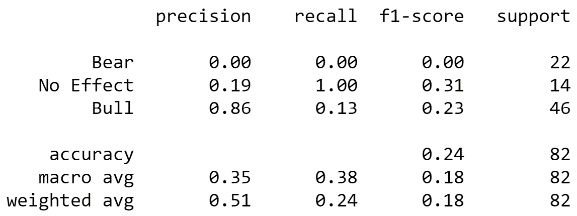 precision recall f1-score support
Bear 0.00 0.00 0.00 22
No Effect 0.19 1.00 0.31 14
Bull 0.86 0.13 0.23 46
accuracy 0.24 82
macro avg 0.35 0.38 0.18 82
weighted avg 0.51 0.24 0.18 82